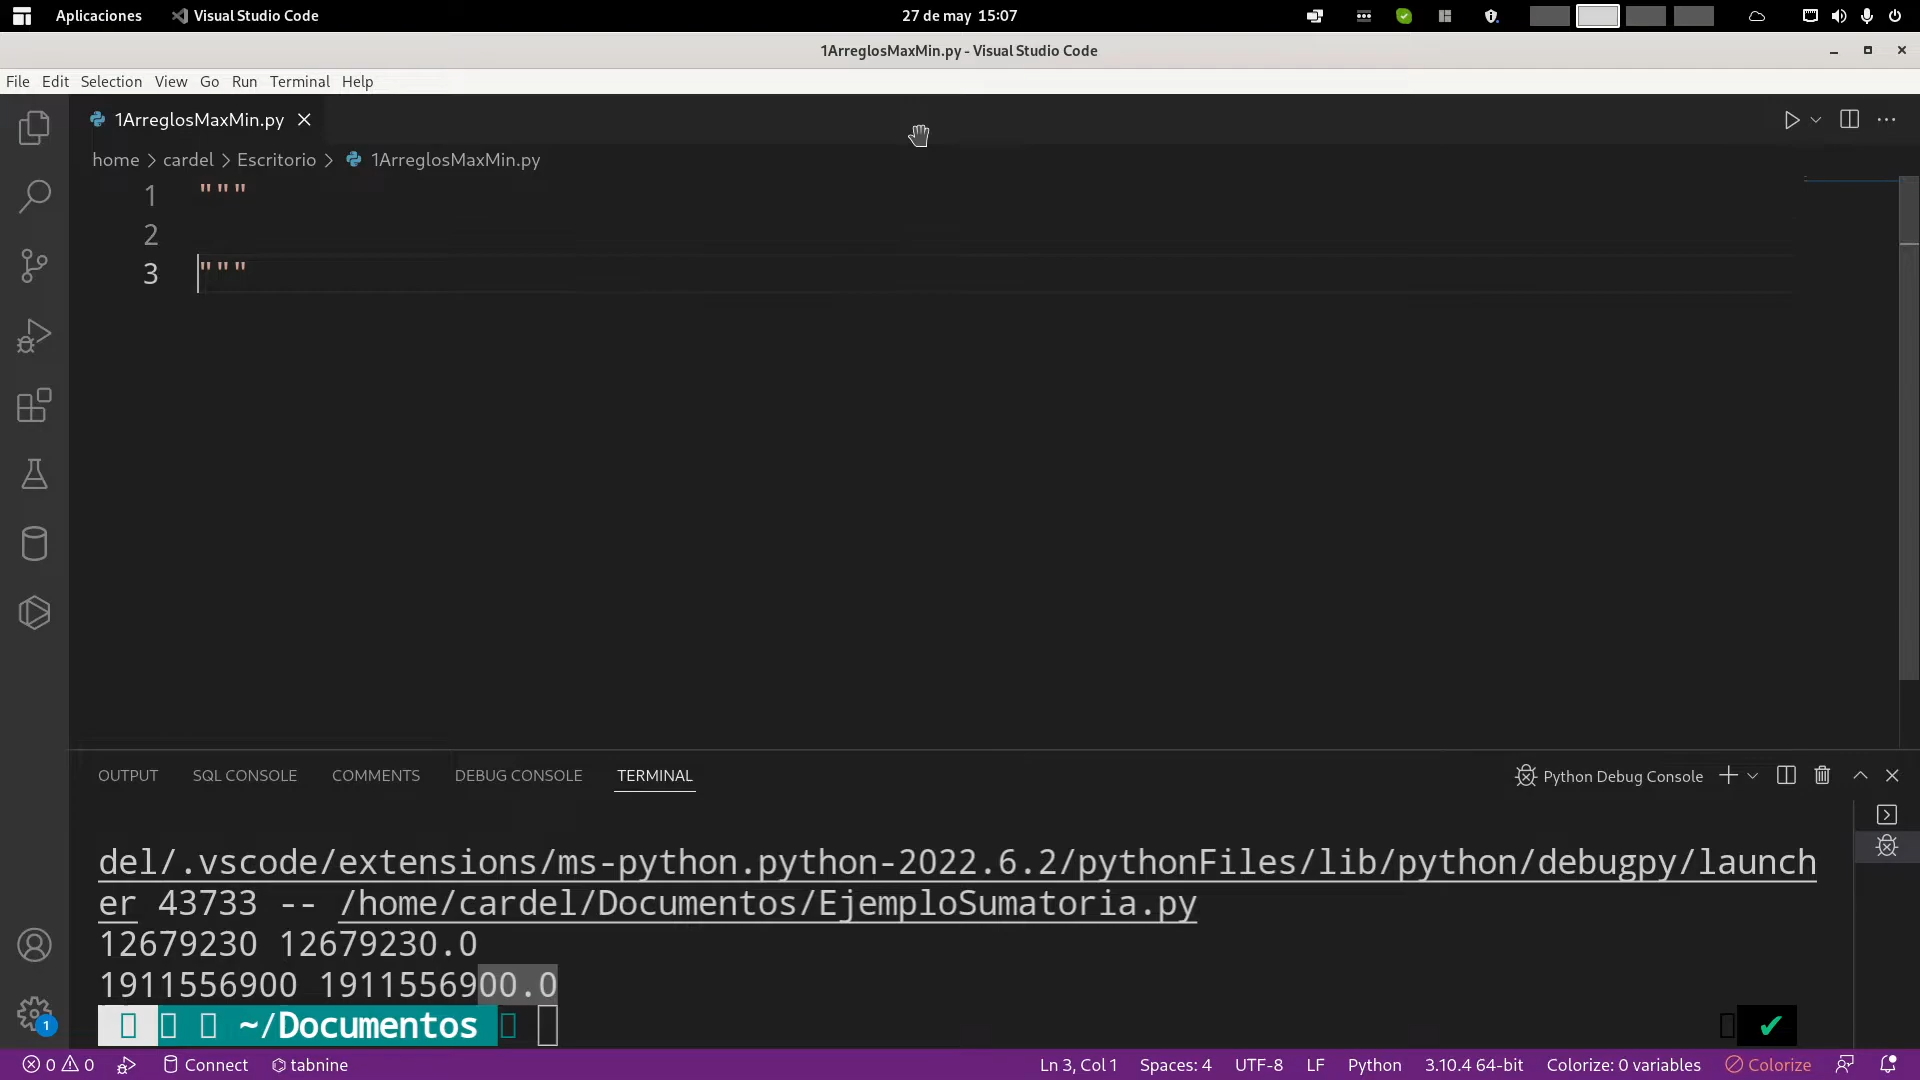 Aplicaciones Visual Studio Code 27 de may 15:07
1ArreglosMaxMin.py - Visual Studio Code
File Edit Selection View Go Run Terminal Help
1ArreglosMaxMin.py
home > cardel > Escritorio > 1ArreglosMaxMin.py
1 """
2
3 """
OUTPUT SQL CONSOLE COMMENTS DEBUG CONSOLE TERMINAL Python Debug Console
del/.vscode/extensions/ms-python.python-2022.6.2/pythonFiles/lib/python/debugpy/launch
er 43733 -- /home/cardel/Documentos/EjemploSumatoria.py
12679230 12679230.0
1911556900 1911556900.0
~/Documentos
1
0 0 Connect tabnine Ln 3, Col 1 Spaces: 4 UTF-8 LF Python 3.10.4 64-bit Colorize: 0 variables Colorize